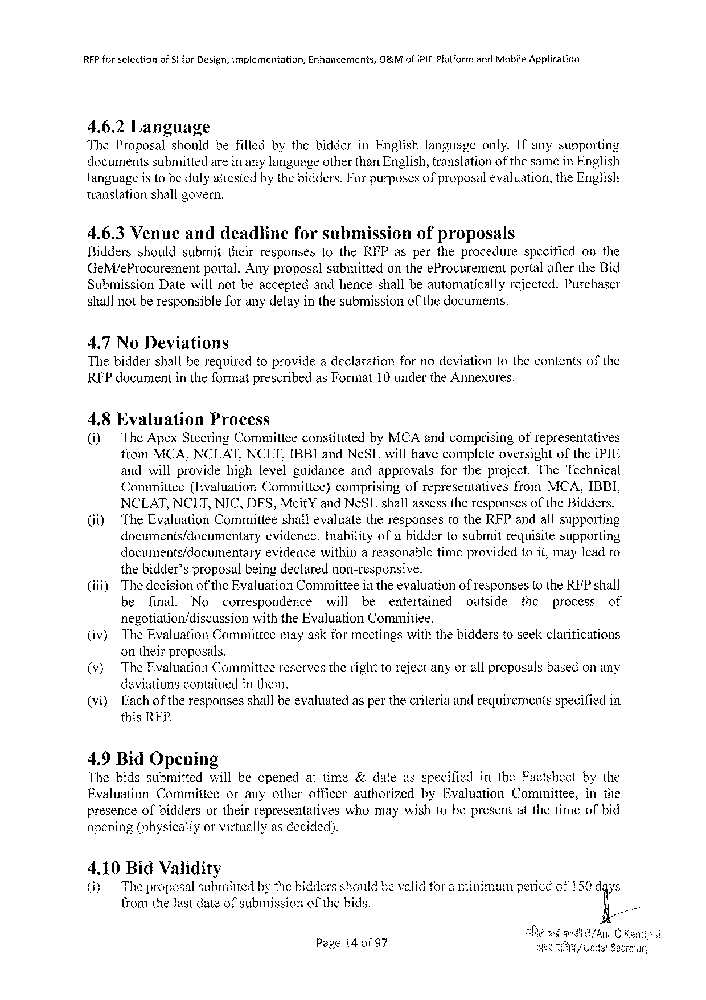 RFP for selection of SI for Design, Implementation, Enhancements, O&M of iPIE Platform and Mobile Application
4.6.2 Language
The Proposal should be filled by the bidder in English language only. If any supporting
documents submitted are in any language other than English, translation of the same in English
language is to be duly attested by the bidders. For purposes of proposal evaluation, the English
translation shall govern.
4.6.3 Venue and deadline for submission of proposals
Bidders should submit their responses to the RFP as per the procedure specified on the
GeM/eProcurement portal. Any proposal submitted on the eProcurement portal after the Bid
Submission Date will not be accepted and hence shall be automatically rejected. Purchaser
shall not be responsible for any delay in the submission of the documents.
4.7 No Deviations
The bidder shall be required to provide a declaration for no deviation to the contents of the
RFP document in the format prescribed as Format 10 under the Annexures.
4.8 Evaluation Process
(i) The Apex Steering Committee constituted by MCA and comprising of representatives
from MCA, NCLAT, NCLT, IBBI and NeSL will have complete oversight of the iPIE
and will provide high level guidance and approvals for the project. The Technical
Committee (Evaluation Committee) comprising of representatives from MCA, IBBI,
NCLAT, NCLT, NIC, DFS, MeitY and NeSL shall assess the responses of the Bidders.
(ii) The Evaluation Committee shall evaluate the responses to the RFP and all supporting
documents/documentary evidence. Inability of a bidder to submit requisite supporting
documents/documentary evidence within a reasonable time provided to it, may lead to
the bidder's proposal being declared non-responsive.
(iii) The decision of the Evaluation Committee in the evaluation of responses to the RFP shall
be final. No correspondence will be entertained outside the process of
negotiation/discussion with the Evaluation Committee.
(iv) The Evaluation Committee may ask for meetings with the bidders to seek clarifications
on their proposals.
(v) The Evaluation Committee reserves the right to reject any or all proposals based on any
deviations contained in them.
(vi) Each of the responses shall be evaluated as per the criteria and requirements specified in
this RFP.
4.9 Bid Opening
The bids submitted will be opened at time & date as specified in the Factsheet by the
Evaluation Committee or any other officer authorized by Evaluation Committee, in the
presence of bidders or their representatives who may wish to be present at the time of bid
opening (physically or virtually as decided).
4.10 Bid Validity
(i) The proposal submitted by the bidders should be valid for a minimum period of 150 days
from the last date of submission of the bids.
अनिल चन्द्र कान्डपाल/Anil C Kandpal
Page 14 of 97
अवर सचिव/Under Secretary